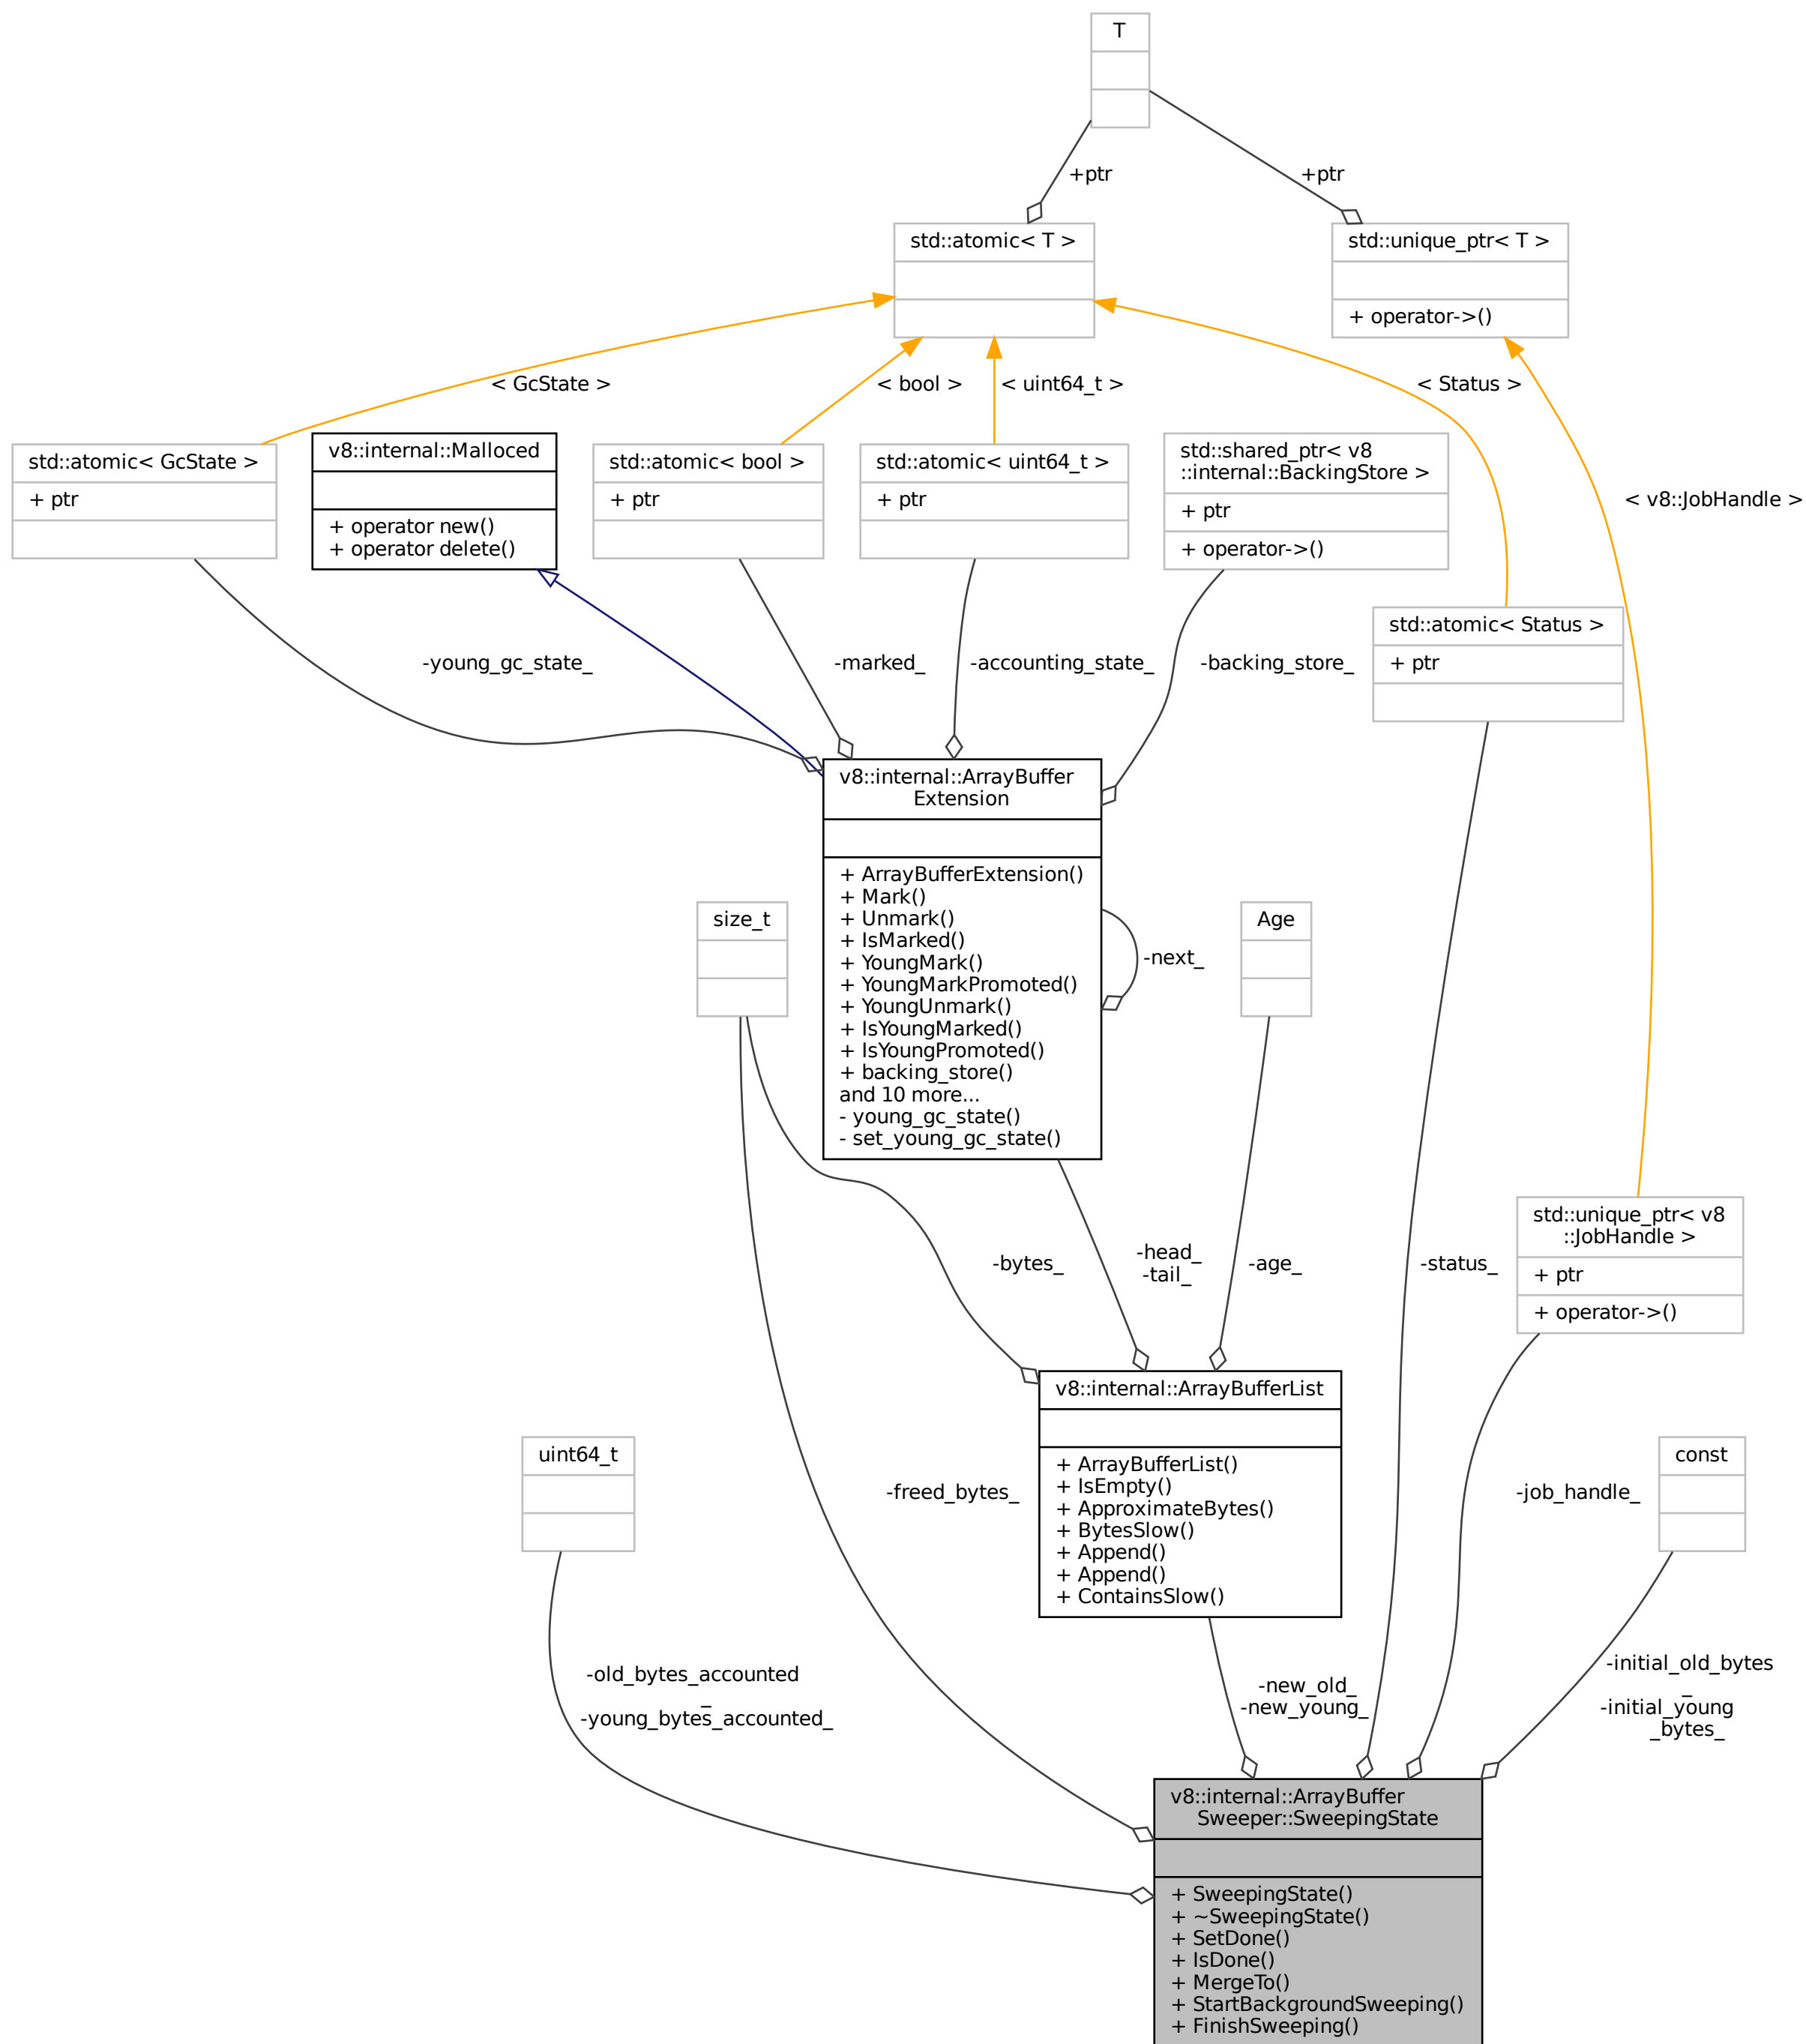 T
+ptr
+ptr
std::atomic< T >
std::unique_ptr< T >
+ operator->()
< GcState >
< bool >
< uint64_t >
< Status >
std::atomic< GcState >
+ ptr
v8::internal::Malloced
+ operator new()
+ operator delete()
std::atomic< bool >
+ ptr
std::atomic< uint64_t >
+ ptr
std::shared_ptr< v8
::internal::BackingStore >
+ ptr
+ operator->()
< v8::JobHandle >
std::atomic< Status >
+ ptr
-young_gc_state_
-marked_
-accounting_state_
-backing_store_
v8::internal::ArrayBuffer
Extension
+ ArrayBufferExtension()
+ Mark()
+ Unmark()
+ IsMarked()
+ YoungMark()
+ YoungMarkPromoted()
+ YoungUnmark()
+ IsYoungMarked()
+ IsYoungPromoted()
+ backing_store()
and 10 more...
- young_gc_state()
- set_young_gc_state()
size_t
-next_
Age
std::unique_ptr< v8
::JobHandle >
+ ptr
+ operator->()
-bytes_
-head_
-tail_
-age_
-status_
v8::internal::ArrayBufferList
+ ArrayBufferList()
+ IsEmpty()
+ ApproximateBytes()
+ BytesSlow()
+ Append()
+ Append()
+ ContainsSlow()
uint64_t
-freed_bytes_
-job_handle_
const
-old_bytes_accounted
_
-young_bytes_accounted_
-new_old_
-new_young_
-initial_old_bytes
_
-initial_young
_bytes_
v8::internal::ArrayBuffer
Sweeper::SweepingState
+ SweepingState()
+ ~SweepingState()
+ SetDone()
+ IsDone()
+ MergeTo()
+ StartBackgroundSweeping()
+ FinishSweeping()